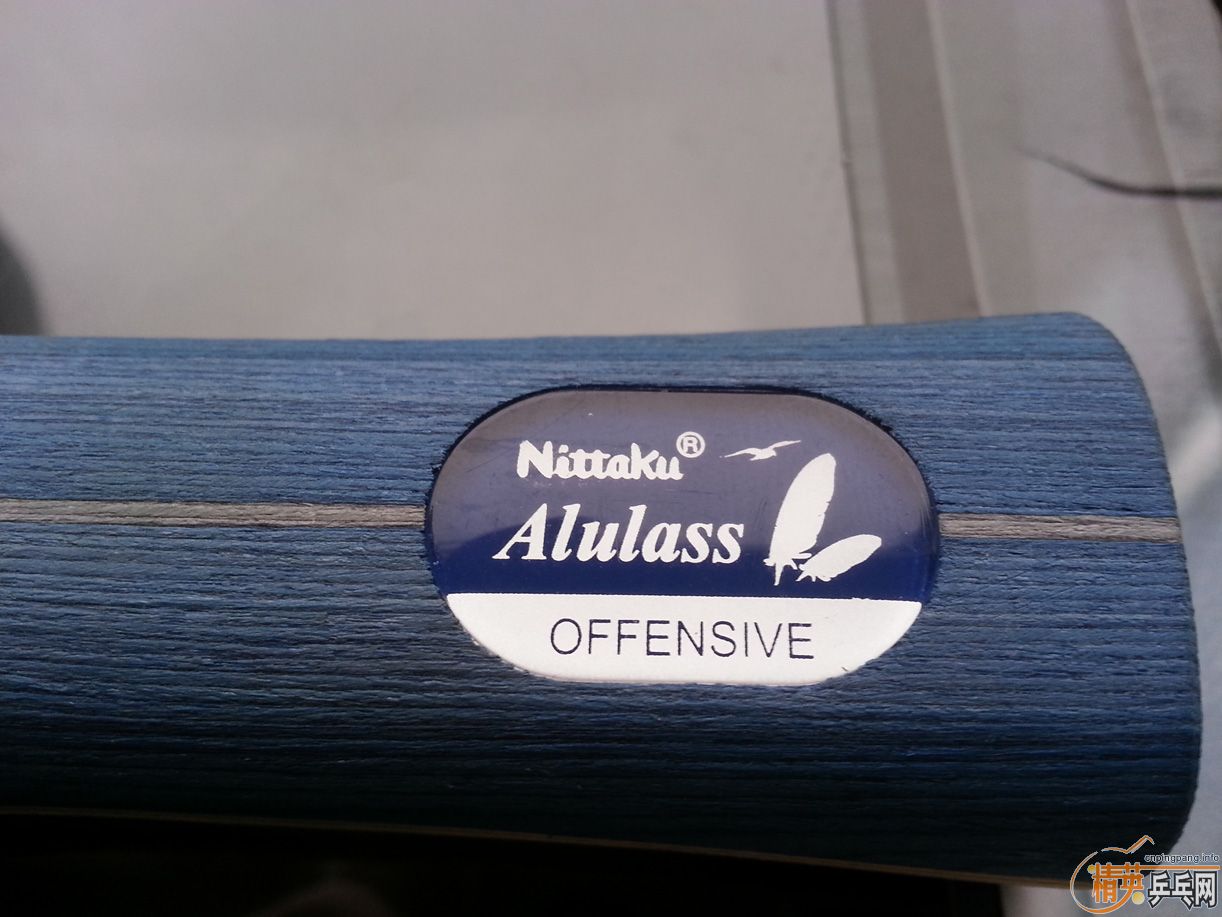 Nittaku®
Alulass
OFFENSIVE
cnpingpang.info
精英乒乓网